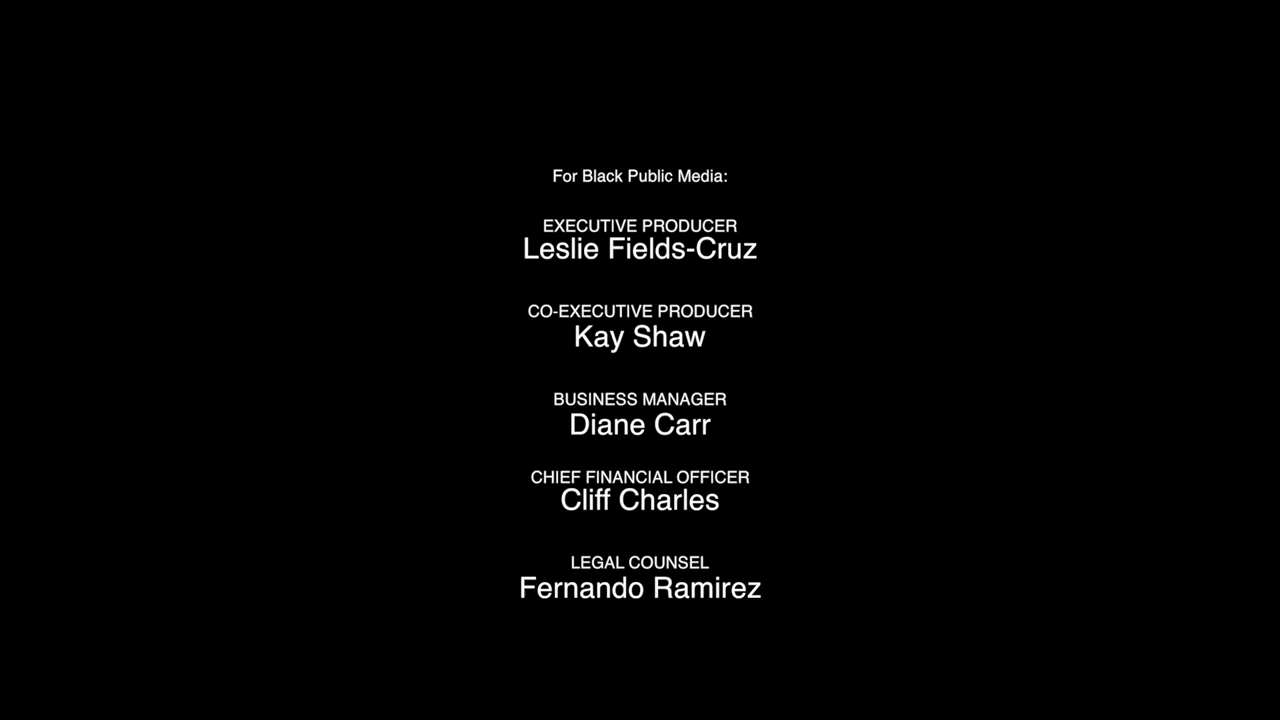 For Black Public Media:
EXECUTIVE PRODUCER
Leslie Fields-Cruz
CO-EXECUTIVE PRODUCER
Kay Shaw
BUSINESS MANAGER
Diane Carr
CHIEF FINANCIAL OFFICER
Cliff Charles
LEGAL COUNSEL
Fernando Ramirez